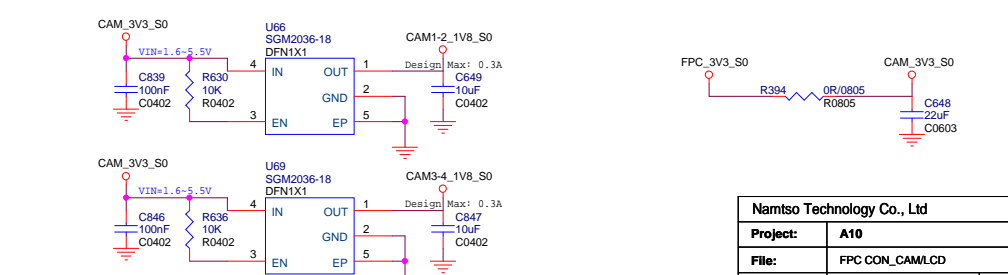 CAM_3V3_S0
VIN=1.6~5.5V
C839
100nF
C0402
R630
10K
R0402
U66
SGM2036-18
DFN1X1
4 IN OUT 1
GND 2
3 EN EP 5
CAM1-2_1V8_S0
Design Max: 0.3A
C649
10uF
C0402
FPC_3V3_S0
CAM_3V3_S0
R394 0R/0805
R0805
C648
22uF
C0603
CAM_3V3_S0
VIN=1.6~5.5V
C846
100nF
C0402
R636
10K
R0402
U69
SGM2036-18
DFN1X1
4 IN OUT 1
GND 2
3 EN EP 5
CAM3-4_1V8_S0
Design Max: 0.3A
C847
10uF
C0402
Namtso Technology Co., Ltd
Project: A10
File: FPC CON_CAM/LCD